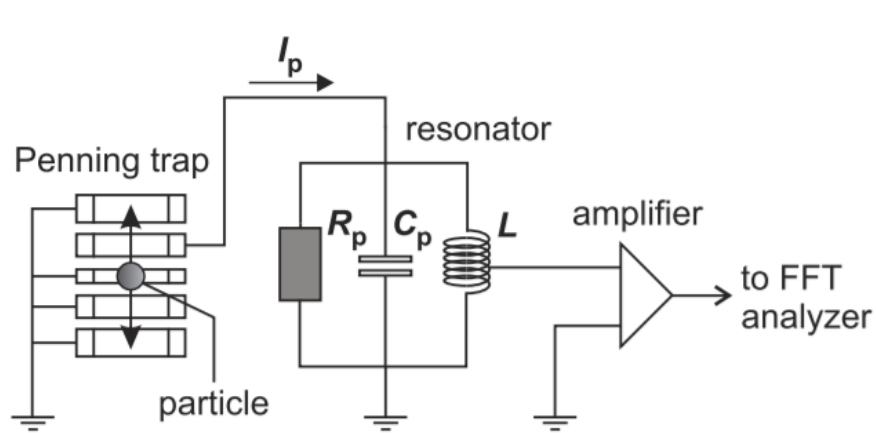 Ip
resonator
Penning trap
amplifier
Rp
Cp
L
to FFT
analyzer
particle